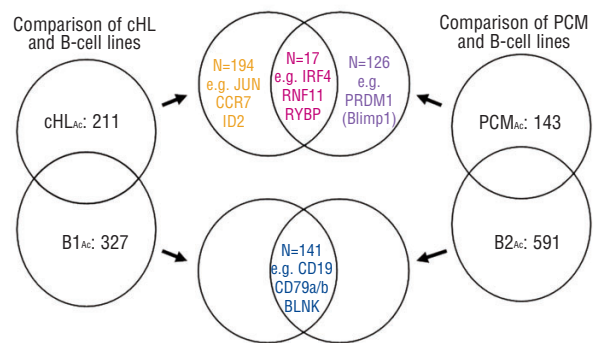 Comparison of cHL
and B-cell lines
cHLAc: 211
B1Ac: 327
N=194
e.g. JUN
CCR7
ID2
N=17
e.g. IRF4
RNF11
RYBP
N=126
e.g.
PRDM1
(Blimp1)
N=141
e.g. CD19
CD79a/b
BLNK
Comparison of PCM
and B-cell lines
PCMAc: 143
B2Ac: 591